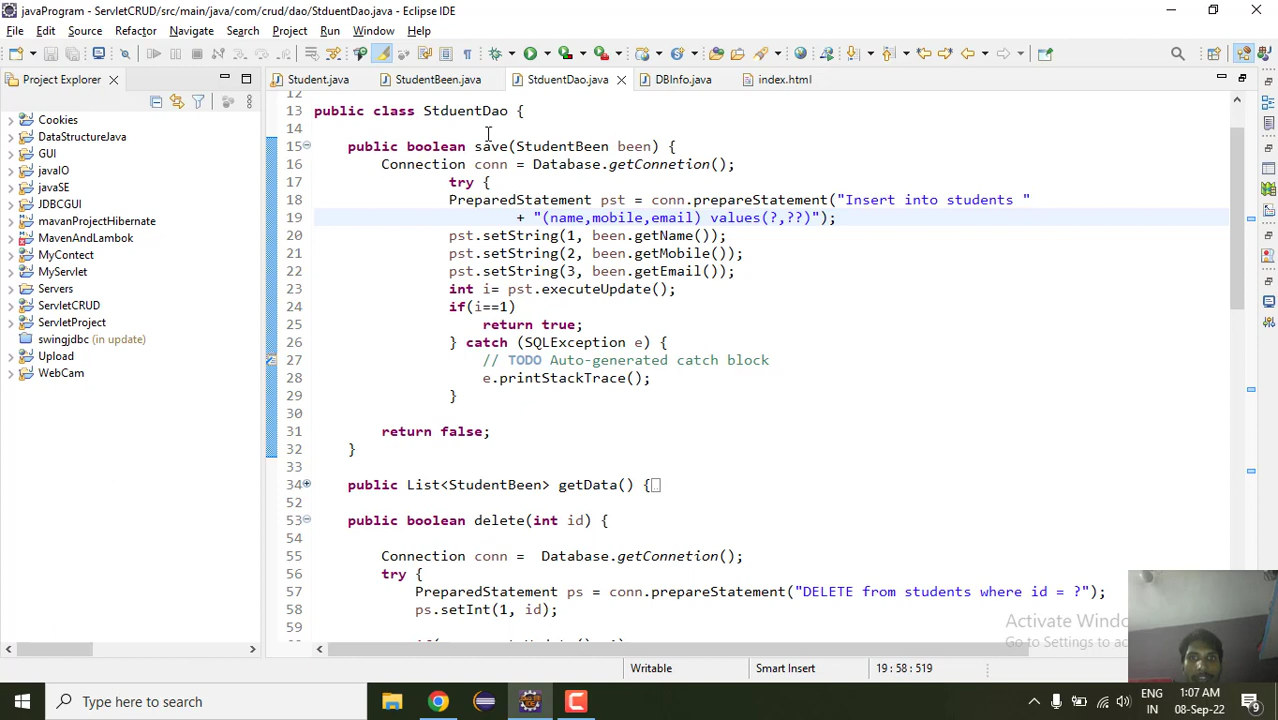 javaProgram - ServletCRUD/src/main/java/com/crud/dao/StduentDao.java - Eclipse IDE
File Edit Source Refactor Navigate Search Project Run Window Help
Project Explorer
Student.java StudentBeen.java StduentDao.java DBInfo.java index.html
Cookies
DataStructureJava
GUI
javaIO
javaSE
JDBCGUI
mavanProjectHibernate
MavenAndLambok
MyContect
MyServlet
Servers
ServletCRUD
ServletProject
swingjdbc (in update)
Upload
WebCam
12
13 public class StduentDao {
14
15 public boolean save(StudentBeen been) {
16 Connection conn = Database.getConnetion();
17 try {
18 PreparedStatement pst = conn.prepareStatement("Insert into students "
19 + "(name,mobile,email) values(?,??)");
20 pst.setString(1, been.getName());
21 pst.setString(2, been.getMobile());
22 pst.setString(3, been.getEmail());
23 int i= pst.executeUpdate();
24 if(i==1)
25 return true;
26 } catch (SQLException e) {
27 // TODO Auto-generated catch block
28 e.printStackTrace();
29 }
30
31 return false;
32 }
33
34 public List<StudentBeen> getData() {
52
53 public boolean delete(int id) {
54
55 Connection conn = Database.getConnetion();
56 try {
57 PreparedStatement ps = conn.prepareStatement("DELETE from students where id = ?");
58 ps.setInt(1, id);
59
Activate Windo
Go to Settings to ac
Writable Smart Insert 19 : 58 : 519
Type here to search
ENG
IN
1:07 AM
08-Sep-22
9